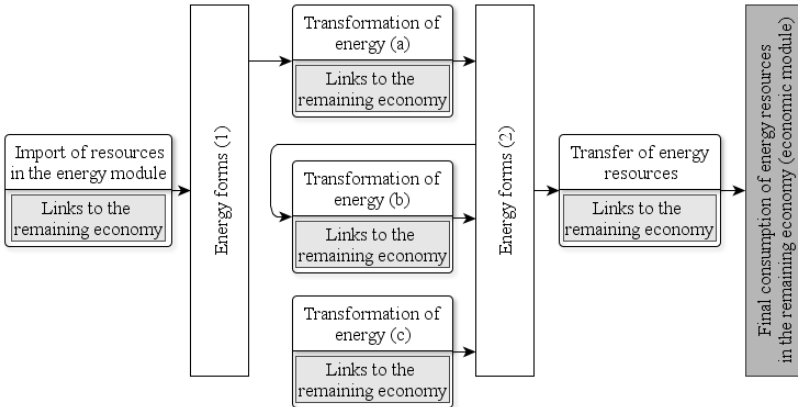 Import of resources
in the energy module
Links to the
remaining economy
Energy forms (1)
Transformation of
energy (a)
Links to the
remaining economy
Transformation of
energy (b)
Links to the
remaining economy
Transformation of
energy (c)
Links to the
remaining economy
Energy forms (2)
Transfer of energy
resources
Links to the
remaining economy
Final consumption of energy resources
in the remaining economy (economic module)